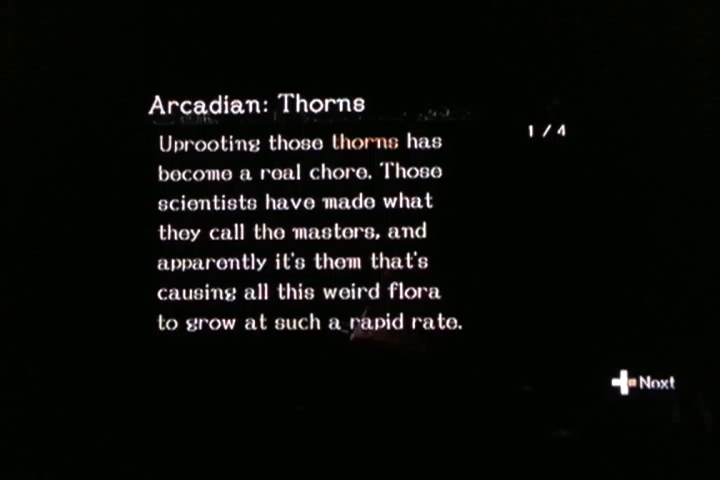 Arcadian: Thorns
1 / 4
Uprooting those thorns has
become a real chore. Those
scientists have made what
they call the masters, and
apparently it's them that's
causing all this weird flora
to grow at such a rapid rate.
Next